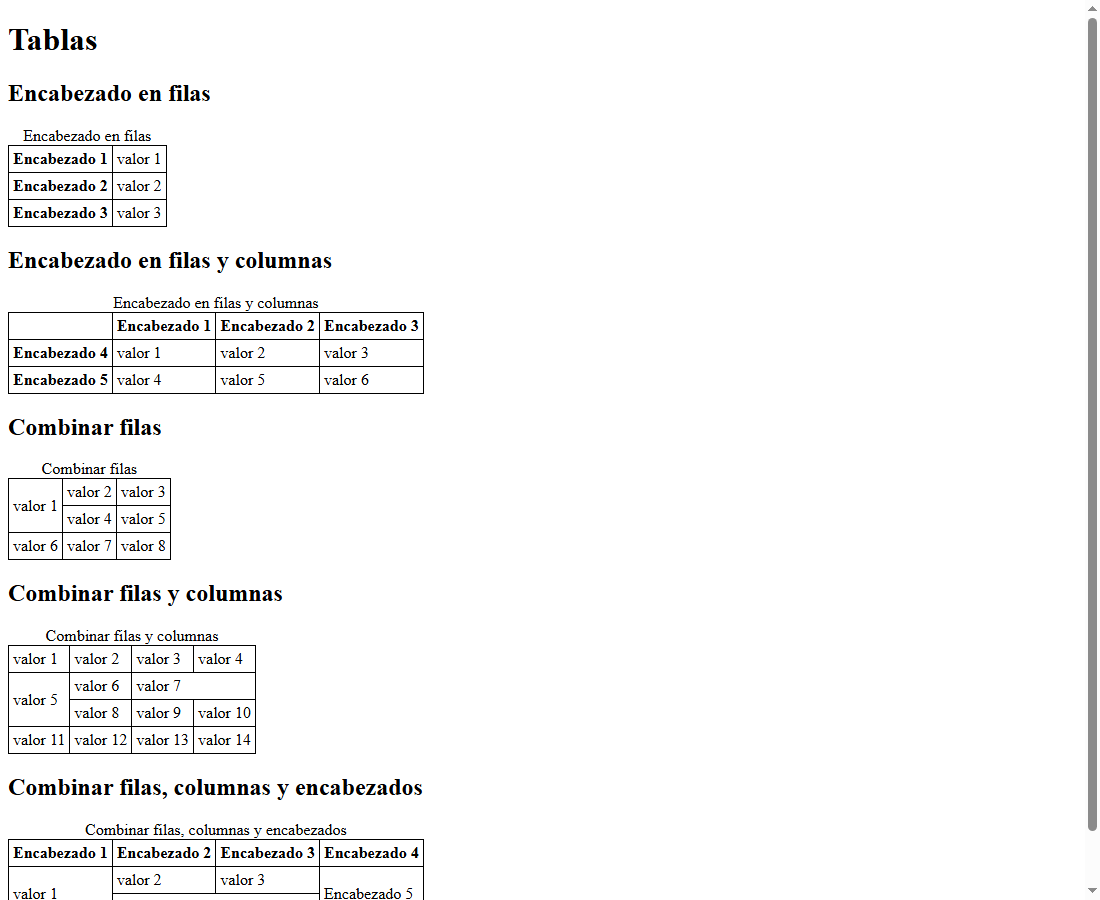 Tablas
Encabezado en filas
Encabezado en filas
Encabezado 1 valor 1
Encabezado 2 valor 2
Encabezado 3 valor 3
Encabezado en filas y columnas
Encabezado en filas y columnas
Encabezado 1 Encabezado 2 Encabezado 3
Encabezado 4 valor 1 valor 2 valor 3
Encabezado 5 valor 4 valor 5 valor 6
Combinar filas
Combinar filas
valor 1 valor 2 valor 3
valor 4 valor 5
valor 6 valor 7 valor 8
Combinar filas y columnas
Combinar filas y columnas
valor 1 valor 2 valor 3 valor 4
valor 5 valor 6 valor 7
valor 8 valor 9 valor 10
valor 11 valor 12 valor 13 valor 14
Combinar filas, columnas y encabezados
Combinar filas, columnas y encabezados
Encabezado 1 Encabezado 2 Encabezado 3 Encabezado 4
valor 2 valor 3
valor 1 Encabezado 5